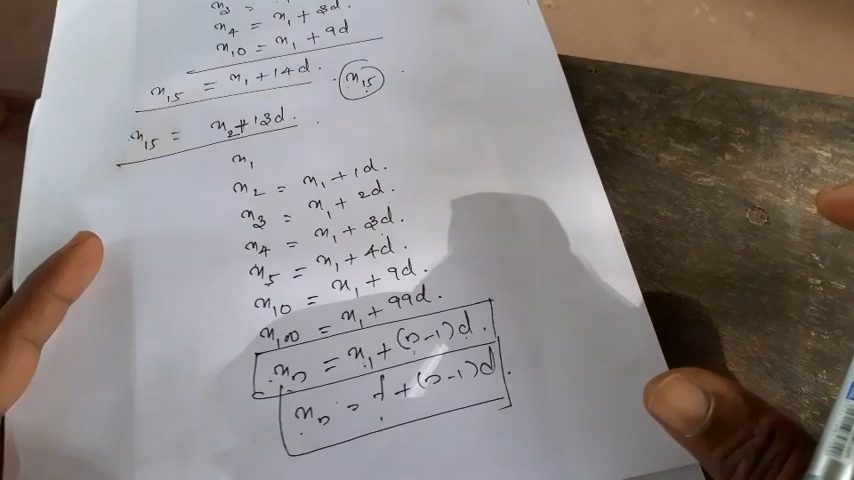 x₄ = x₁ + 3d.
x₁₀ = x₁ + 9d
x₁₅ = x₁ + 14d. x₁₅
x₁₅ = x₂ + 13d.
x₁
x₂ = x₁ + 1d.
x₃ = x₁ + 2d.
x₄ = x₁ + 3d.
x₅ = x₁ + 4d.
x₁₀ = x₁ + 9d.
x₁₀₀ = x₁ + 99d.
xₙ = x₁ + (n-1)d.
xₙ = f + (n-1)d.